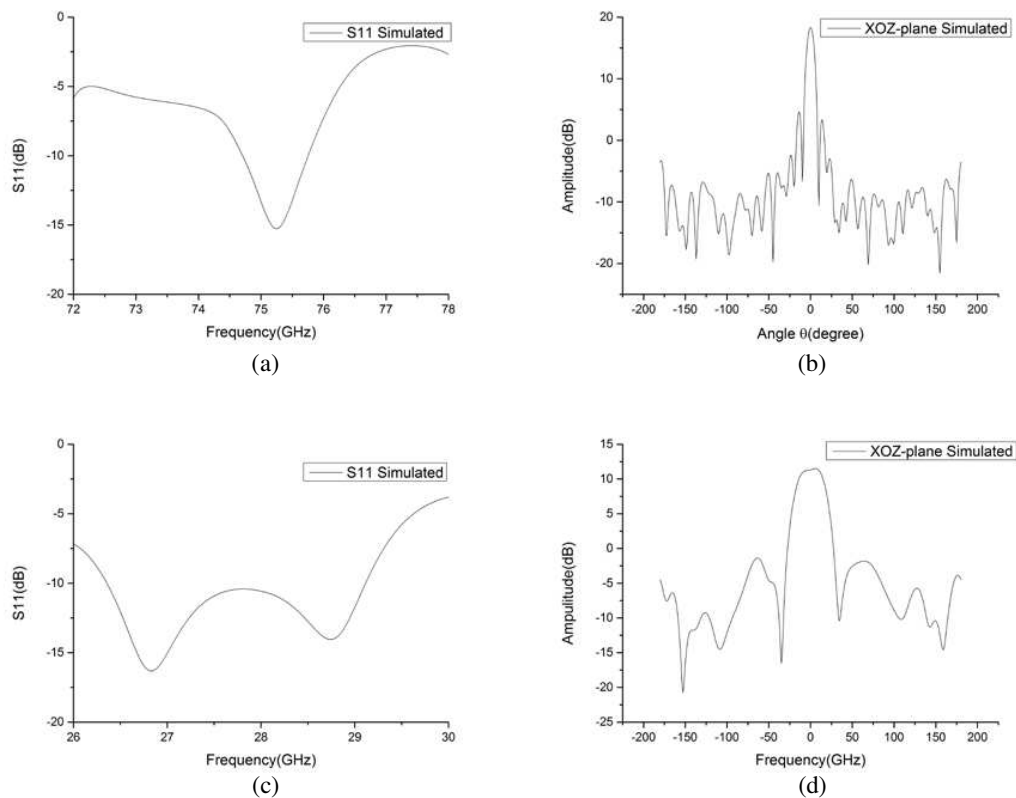 0
-5
-10
-15
-20
S11(dB)
S11 Simulated
72 73 74 75 76 77 78
Frequency(GHz)
(a)
20
10
0
-10
-20
Amplitude(dB)
XOZ-plane Simulated
-200 -150 -100 -50 0 50 100 150 200
Angle θ(degree)
(b)
0
-5
-10
-15
-20
S11(dB)
S11 Simulated
26 27 28 29 30
Frequency(GHz)
(c)
15
10
5
0
-5
-10
-15
-20
-25
Ampulitude(dB)
XOZ-plane Simulated
-200 -150 -100 -50 0 50 100 150 200
Frequency(GHz)
(d)